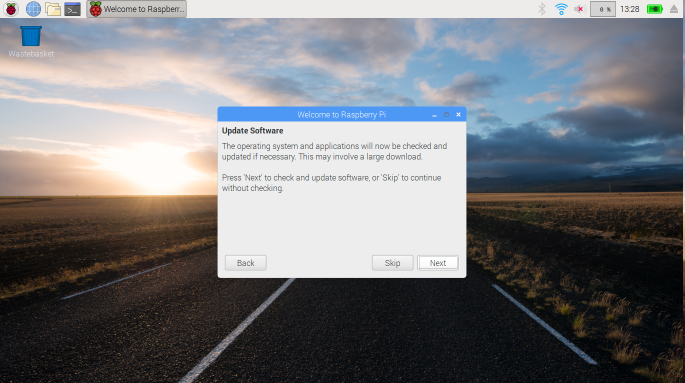 Welcome to Raspberr...
0 %
13:28
Wastebasket
Welcome to Raspberry Pi
Update Software
The operating system and applications will now be checked and
updated if necessary. This may involve a large download.
Press 'Next' to check and update software, or 'Skip' to continue
without checking.
Back
Skip
Next